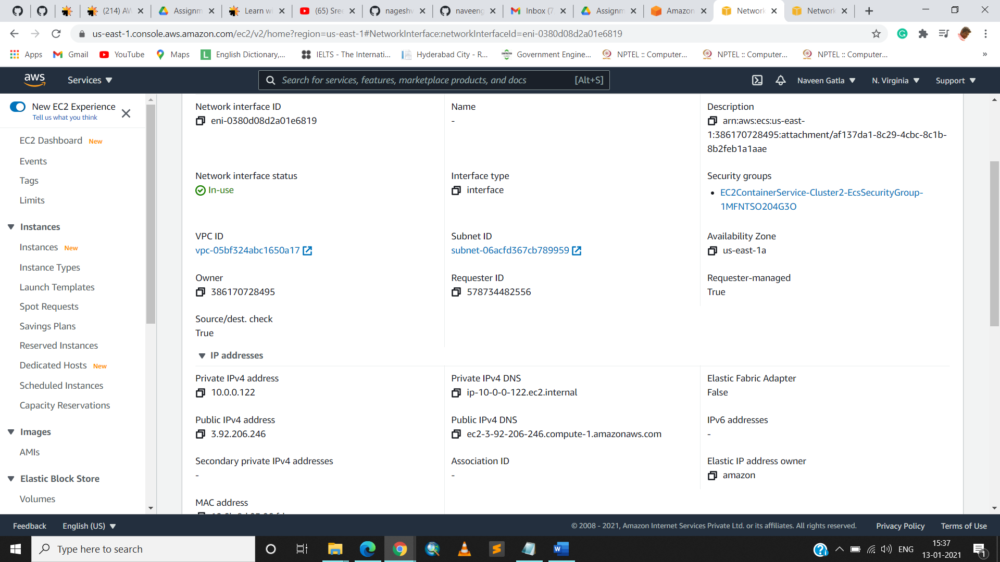 (214) AW
Assignm
Learn wi
(65) Sree
nageshv
naveeng
Inbox (7,
Assignm
Amazon
Network
Network
us-east-1.console.aws.amazon.com/ec2/v2/home?region=us-east-1#NetworkInterface:networkInterfaceId=eni-0380d08d2a01e6819
Apps
Gmail
YouTube
Maps
English Dictionary,...
IELTS - The Internati...
Hyderabad City - R...
Government Engine...
NPTEL :: Computer...
NPTEL :: Computer...
NPTEL :: Computer...
»
aws
Services
Search for services, features, marketplace products, and docs [Alt+S]
Naveen Gatla
N. Virginia
Support
New EC2 Experience
Tell us what you think
EC2 Dashboard New
Events
Tags
Limits
Instances
Instances New
Instance Types
Launch Templates
Spot Requests
Savings Plans
Reserved Instances
Dedicated Hosts New
Scheduled Instances
Capacity Reservations
Images
AMIs
Elastic Block Store
Volumes
Network interface ID
eni-0380d08d2a01e6819
Name
-
Description
arn:aws:ecs:us-east-
1:386170728495:attachment/af137da1-8c29-4cbc-8c1b-
8b2feb1a1aae
Network interface status
In-use
Interface type
interface
Security groups
EC2ContainerService-Cluster2-EcsSecurityGroup-
1MFNTSO204G3O
VPC ID
vpc-05bf324abc1650a17
Subnet ID
subnet-06acfd367cb789959
Availability Zone
us-east-1a
Owner
386170728495
Requester ID
578734482556
Requester-managed
True
Source/dest. check
True
IP addresses
Private IPv4 address
10.0.0.122
Private IPv4 DNS
ip-10-0-0-122.ec2.internal
Elastic Fabric Adapter
False
Public IPv4 address
3.92.206.246
Public IPv4 DNS
ec2-3-92-206-246.compute-1.amazonaws.com
IPv6 addresses
-
Secondary private IPv4 addresses
-
Association ID
-
Elastic IP address owner
amazon
MAC address
Feedback
English (US)
© 2008 - 2021, Amazon Internet Services Private Ltd. or its affiliates. All rights reserved.
Privacy Policy
Terms of Use
Type here to search
ENG
15:37
13-01-2021
1